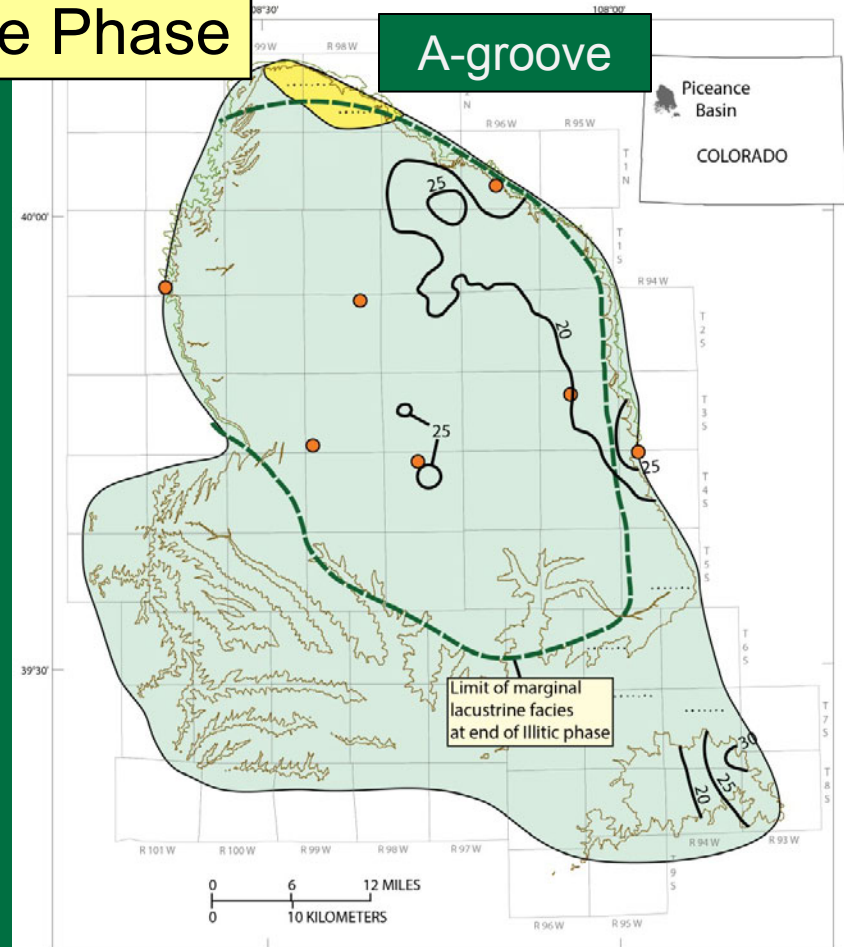 e Phase
A-groove
08°30'
108°00'
99 W
R 98 W
N
R 96 W
R 95 W
Piceance
Basin
COLORADO
T
1
N
25
40°00'
T
1
S
R 94 W
20
T
2
S
T
3
S
25
25
T
4
S
T
5
S
T
6
S
39°30'
Limit of marginal
lacustrine facies
at end of Illitic phase
T
7
S
30
25
20
T
8
S
R 101 W
R 100 W
R 99 W
R 98 W
R 97 W
R 94 W
R 93 W
T
9
S
0 6 12 MILES
0 10 KILOMETERS
R 96 W
R 95 W